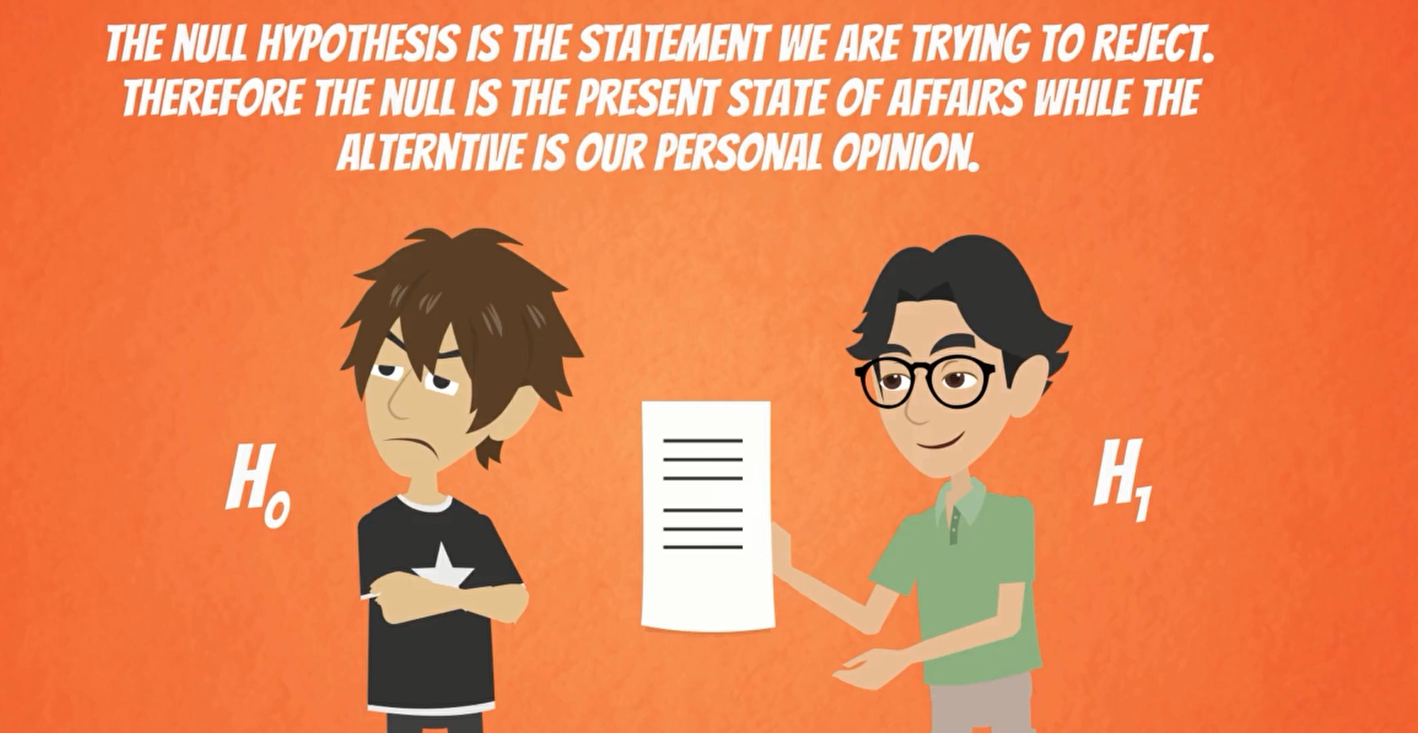 THE NULL HYPOTHESIS IS THE STATEMENT WE ARE TRYING TO REJECT.
THEREFORE THE NULL IS THE PRESENT STATE OF AFFAIRS WHILE THE
ALTERNTIVE IS OUR PERSONAL OPINION.
H₀
H₁